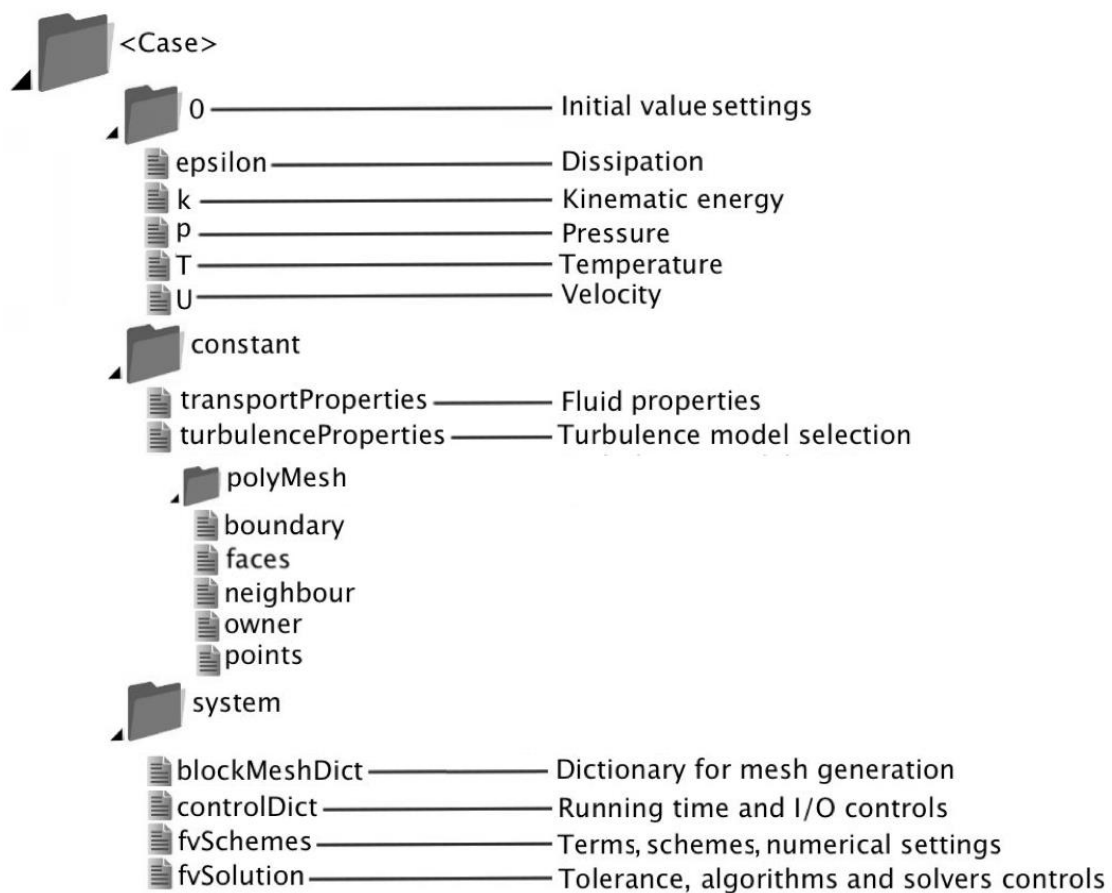 <Case>
0 Initial value settings
epsilon Dissipation
k Kinematic energy
p Pressure
T Temperature
U Velocity
constant
transportProperties Fluid properties
turbulenceProperties Turbulence model selection
polyMesh
boundary
faces
neighbour
owner
points
system
blockMeshDict Dictionary for mesh generation
controlDict Running time and I/O controls
fvSchemes Terms, schemes, numerical settings
fvSolution Tolerance, algorithms and solvers controls